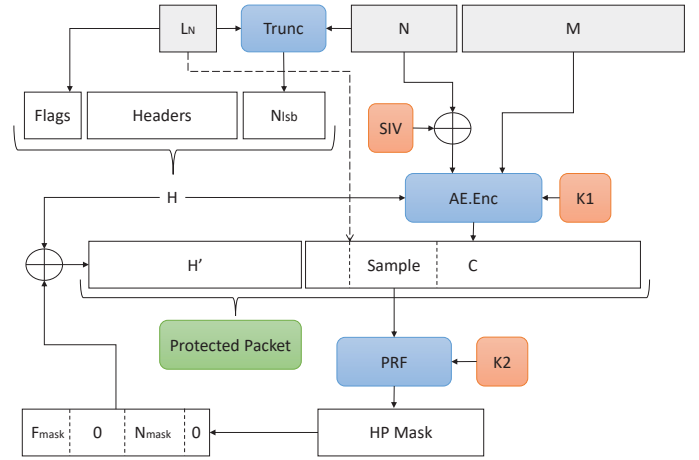 LN
Trunc
N
M
Flags
Headers
Nlsb
SIV
H
AE.Enc
K1
H’
Sample
C
Protected Packet
PRF
K2
Fmask
0
Nmask
0
HP Mask